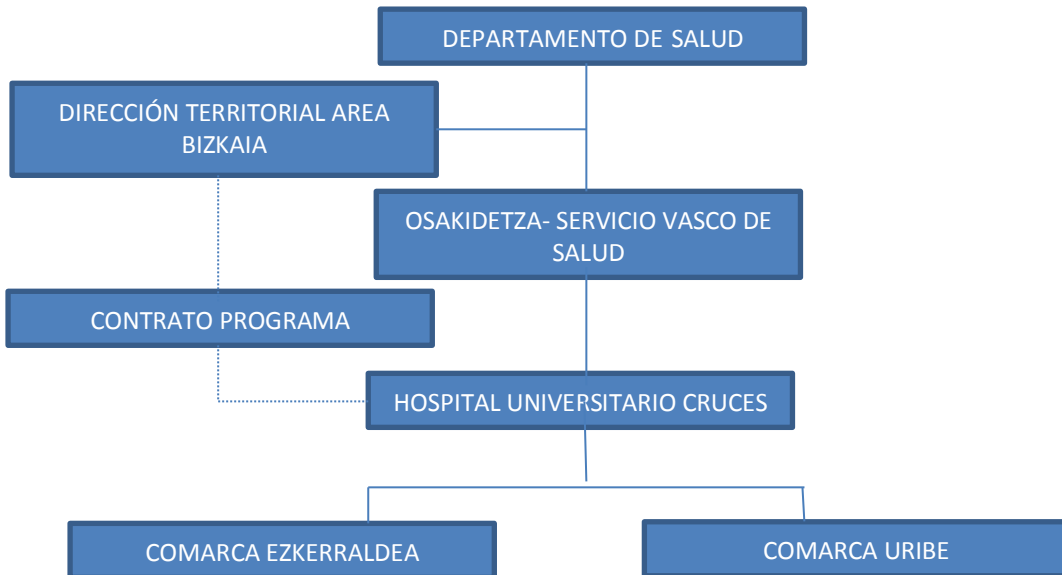 DEPARTAMENTO DE SALUD
DIRECCIÓN TERRITORIAL AREA
BIZKAIA
OSAKIDETZA- SERVICIO VASCO DE
SALUD
CONTRATO PROGRAMA
HOSPITAL UNIVERSITARIO CRUCES
COMARCA EZKERRALDEA
COMARCA URIBE